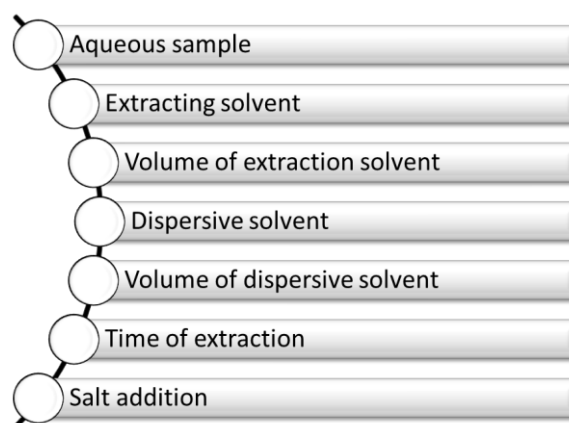 Aqueous sample
Extracting solvent
Volume of extraction solvent
Dispersive solvent
Volume of dispersive solvent
Time of extraction
Salt addition